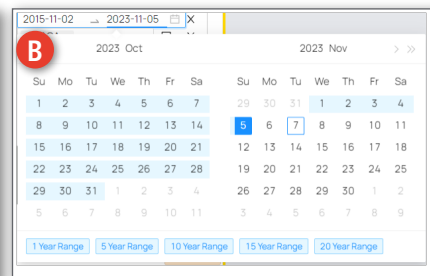 2015-11-02 → 2023-11-05 X
B
2023 Oct 2023 Nov > >>
Su Mo Tu We Th Fr Sa Su Mo Tu We Th Fr Sa
1 2 3 4 5 6 7 29 30 31 1 2 3 4
8 9 10 11 12 13 14 5 6 7 8 9 10 11
15 16 17 18 19 20 21 12 13 14 15 16 17 18
22 23 24 25 26 27 28 19 20 21 22 23 24 25
29 30 31 1 2 3 4 26 27 28 29 30 1 2
5 6 7 8 9 10 11 3 4 5 6 7 8 9
1 Year Range 5 Year Range 10 Year Range 15 Year Range 20 Year Range